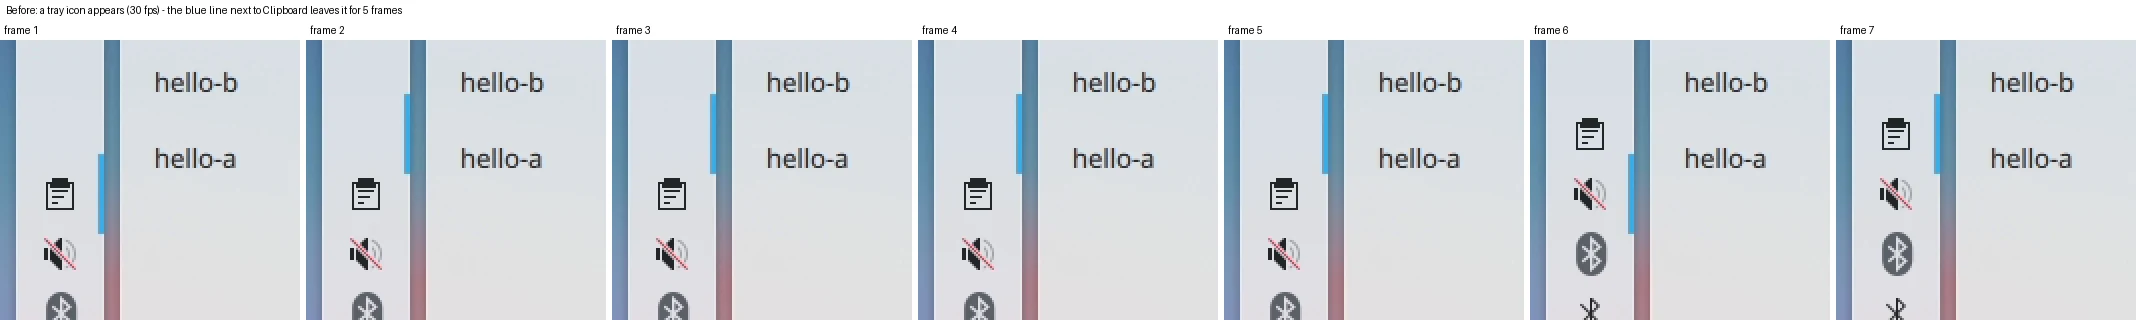 Before: a tray icon appears (30 fps) - the blue line next to Clipboard leaves it for 5 frames
frame 1
hello-b
hello-a
frame 2
hello-b
hello-a
frame 3
hello-b
hello-a
frame 4
hello-b
hello-a
frame 5
hello-b
hello-a
frame 6
hello-b
hello-a
frame 7
hello-b
hello-a